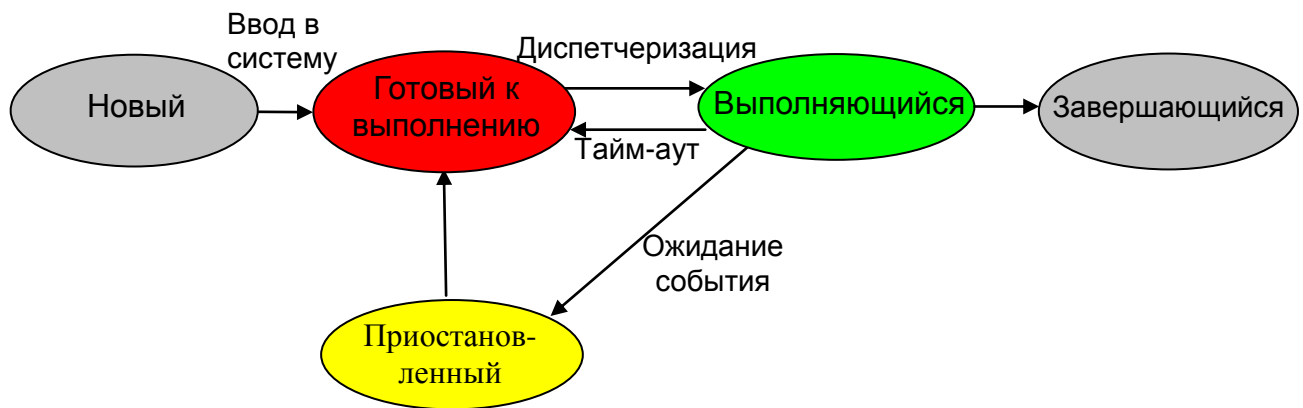 Ввод в
систему
Диспетчеризация
Новый
Готовый к
выполнению
Выполняющийся
Завершающийся
Тайм-аут
Ожидание
события
Приостанов-
ленный